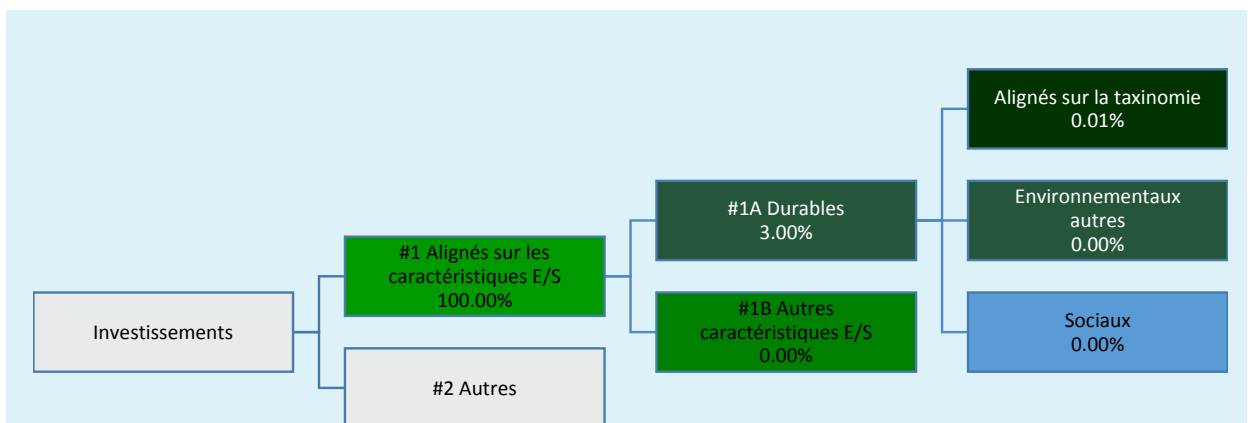 Investissements
#1 Alignés sur les
caractéristiques E/S
100.00%
#2 Autres
#1A Durables
3.00%
#1B Autres
caractéristiques E/S
0.00%
Alignés sur la taxinomie
0.01%
Environnementaux
autres
0.00%
Sociaux
0.00%